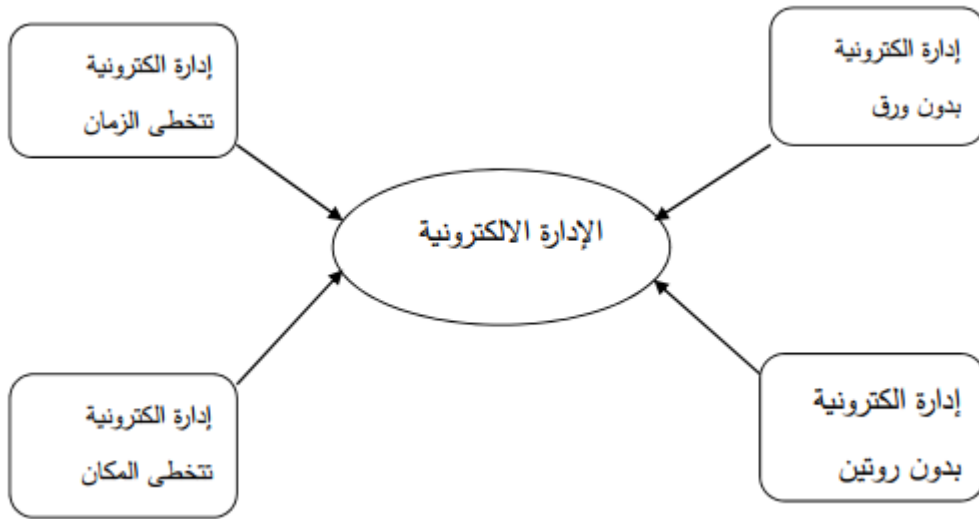 إدارة الكترونية
بدون ورق
إدارة الكترونية
تتخطى الزمان
الإدارة الالكترونية
إدارة الكترونية
بدون روتين
إدارة الكترونية
تتخطى المكان